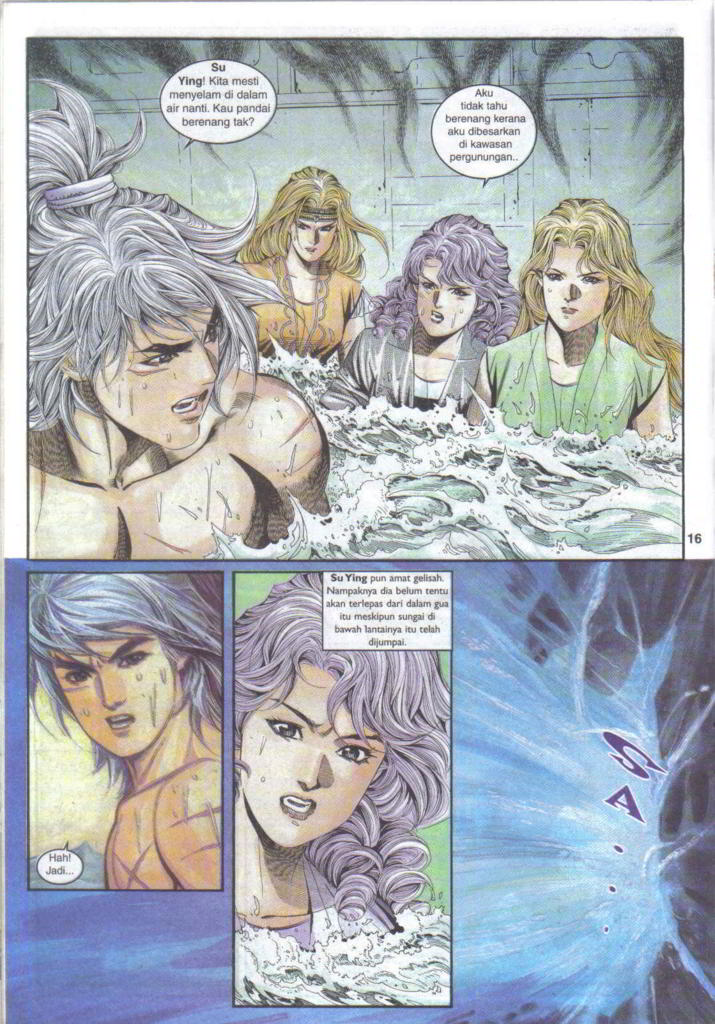 Su
Ying! Kita mesti
menyelam di dalam
air nanti. Kau pandai
berenang tak?
Aku
tidak tahu
berenang kerana
aku dibesarkan
di kawasan
pergunungan..
16
Hah!
Jadi...
Su Ying pun amat gelisah.
Nampaknya dia belum tentu
akan terlepas dari dalam gua
itu meskipun sungai di
bawah lantainya itu telah
dijumpai.
SA...